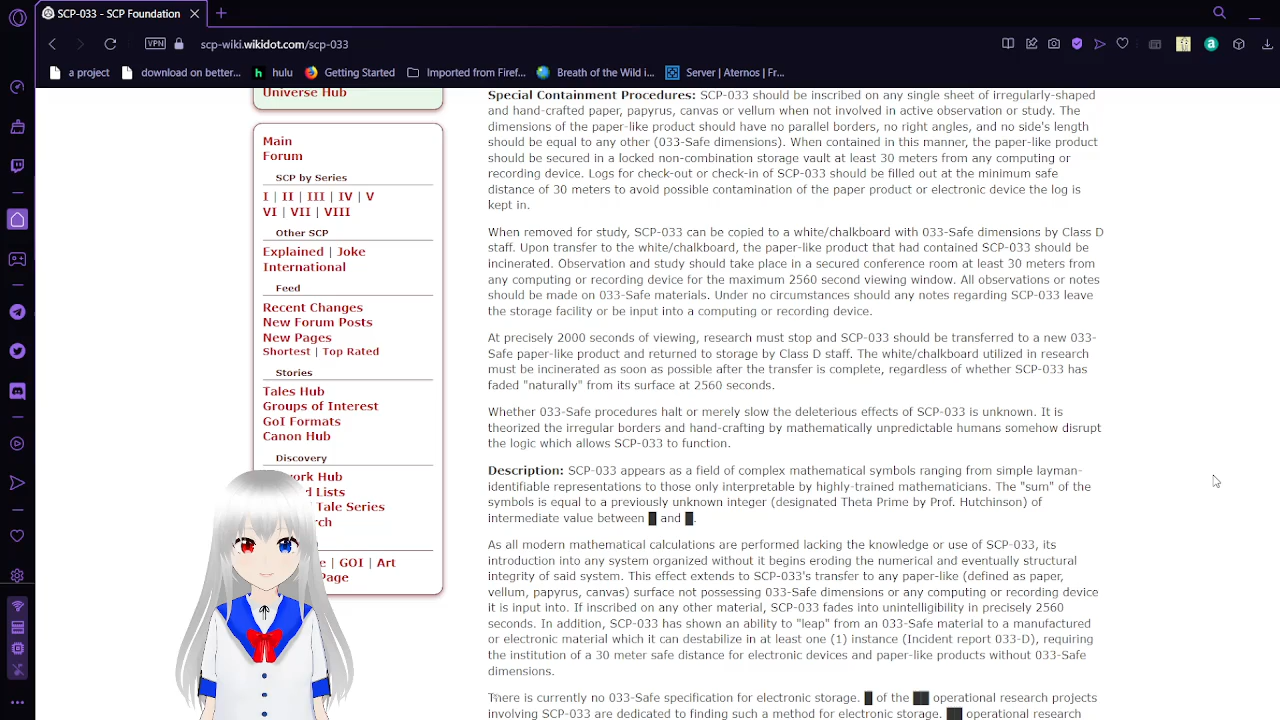 SCP-033 - SCP Foundation
VPN
scp-wiki.wikidot.com/scp-033
a project
download on better...
hulu
Getting Started
Imported from Firef...
Breath of the Wild i...
Server | Aternos | Fr...
Universe Hub
Main
Forum
SCP by Series
I | II | III | IV | V
VI | VII | VIII
Other SCP
Explained | Joke
International
Feed
Recent Changes
New Forum Posts
New Pages
Shortest | Top Rated
Stories
Tales Hub
Groups of Interest
GoI Formats
Canon Hub
Discovery
work Hub
d Lists
Tale Series
rch
e | GOI | Art
Page
Special Containment Procedures: SCP-033 should be inscribed on any single sheet of irregularly-shaped
and hand-crafted paper, papyrus, canvas or vellum when not involved in active observation or study. The
dimensions of the paper-like product should have no parallel borders, no right angles, and no side's length
should be equal to any other (033-Safe dimensions). When contained in this manner, the paper-like product
should be secured in a locked non-combination storage vault at least 30 meters from any computing or
recording device. Logs for check-out or check-in of SCP-033 should be filled out at the minimum safe
distance of 30 meters to avoid possible contamination of the paper product or electronic device the log is
kept in.
When removed for study, SCP-033 can be copied to a white/chalkboard with 033-Safe dimensions by Class D
staff. Upon transfer to the white/chalkboard, the paper-like product that had contained SCP-033 should be
incinerated. Observation and study should take place in a secured conference room at least 30 meters from
any computing or recording device for the maximum 2560 second viewing window. All observations or notes
should be made on 033-Safe materials. Under no circumstances should any notes regarding SCP-033 leave
the storage facility or be input into a computing or recording device.
At precisely 2000 seconds of viewing, research must stop and SCP-033 should be transferred to a new 033-
Safe paper-like product and returned to storage by Class D staff. The white/chalkboard utilized in research
must be incinerated as soon as possible after the transfer is complete, regardless of whether SCP-033 has
faded "naturally" from its surface at 2560 seconds.
Whether 033-Safe procedures halt or merely slow the deleterious effects of SCP-033 is unknown. It is
theorized the irregular borders and hand-crafting by mathematically unpredictable humans somehow disrupt
the logic which allows SCP-033 to function.
Description: SCP-033 appears as a field of complex mathematical symbols ranging from simple layman-
identifiable representations to those only interpretable by highly-trained mathematicians. The "sum" of the
symbols is equal to a previously unknown integer (designated Theta Prime by Prof. Hutchinson) of
intermediate value between █ and █.
As all modern mathematical calculations are performed lacking the knowledge or use of SCP-033, its
introduction into any system organized without it begins eroding the numerical and eventually structural
integrity of said system. This effect extends to SCP-033's transfer to any paper-like (defined as paper,
vellum, papyrus, canvas) surface not possessing 033-Safe dimensions or any computing or recording device
it is input into. If inscribed on any other material, SCP-033 fades into unintelligibility in precisely 2560
seconds. In addition, SCP-033 has shown an ability to "leap" from an 033-Safe material to a manufactured
or electronic material which it can destabilize in at least one (1) instance (Incident report 033-D), requiring
the institution of a 30 meter safe distance for electronic devices and paper-like products without 033-Safe
dimensions.
There is currently no 033-Safe specification for electronic storage. █ of the ██ operational research projects
involving SCP-033 are dedicated to finding such a method for electronic storage. ██ operational research